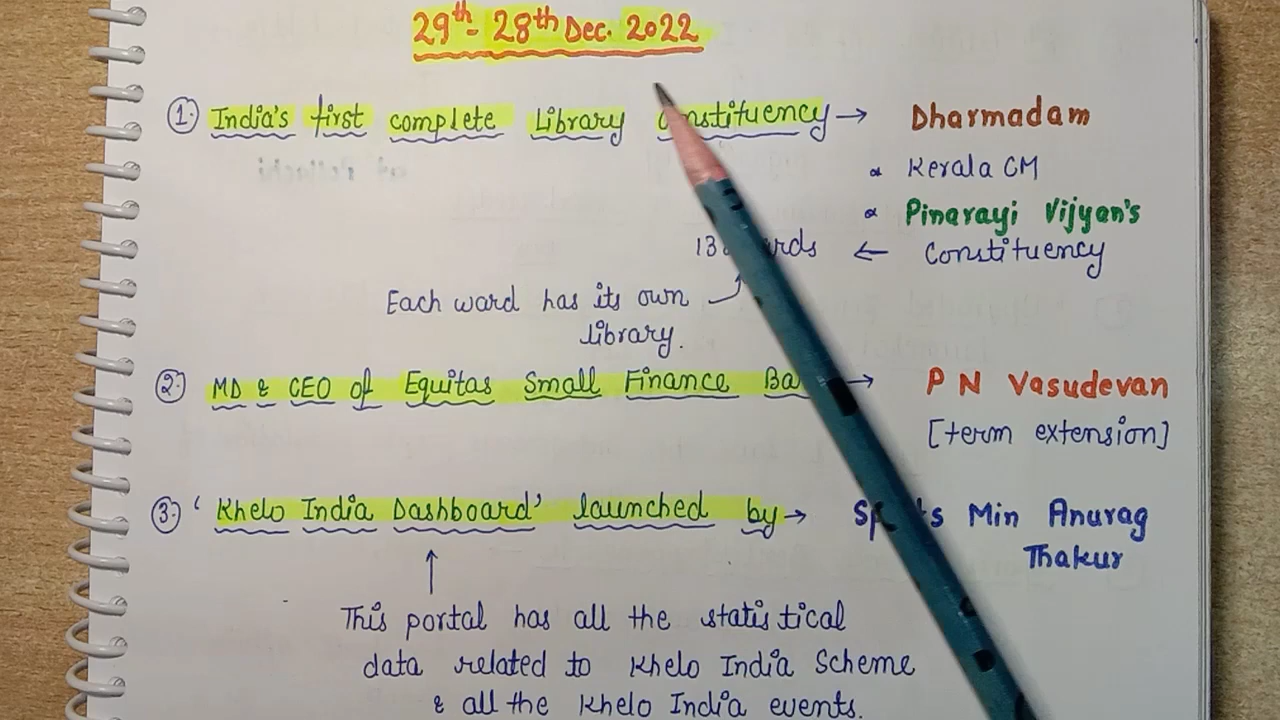 29th - 28th Dec. 2022
1. India's first complete Library Constituency → Dharmadam
Kerala CM
Pinarayi Vijyan's
← Constituency
Each ward has its own
library.
2. MD & CEO of Equitas Small Finance → P N Vasudevan
[term extension]
3. 'Khelo India Dashboard' launched by → Min Anurag
Thakur
↑
This portal has all the statistical
data related to Khelo India Scheme
& all the Khelo India events.